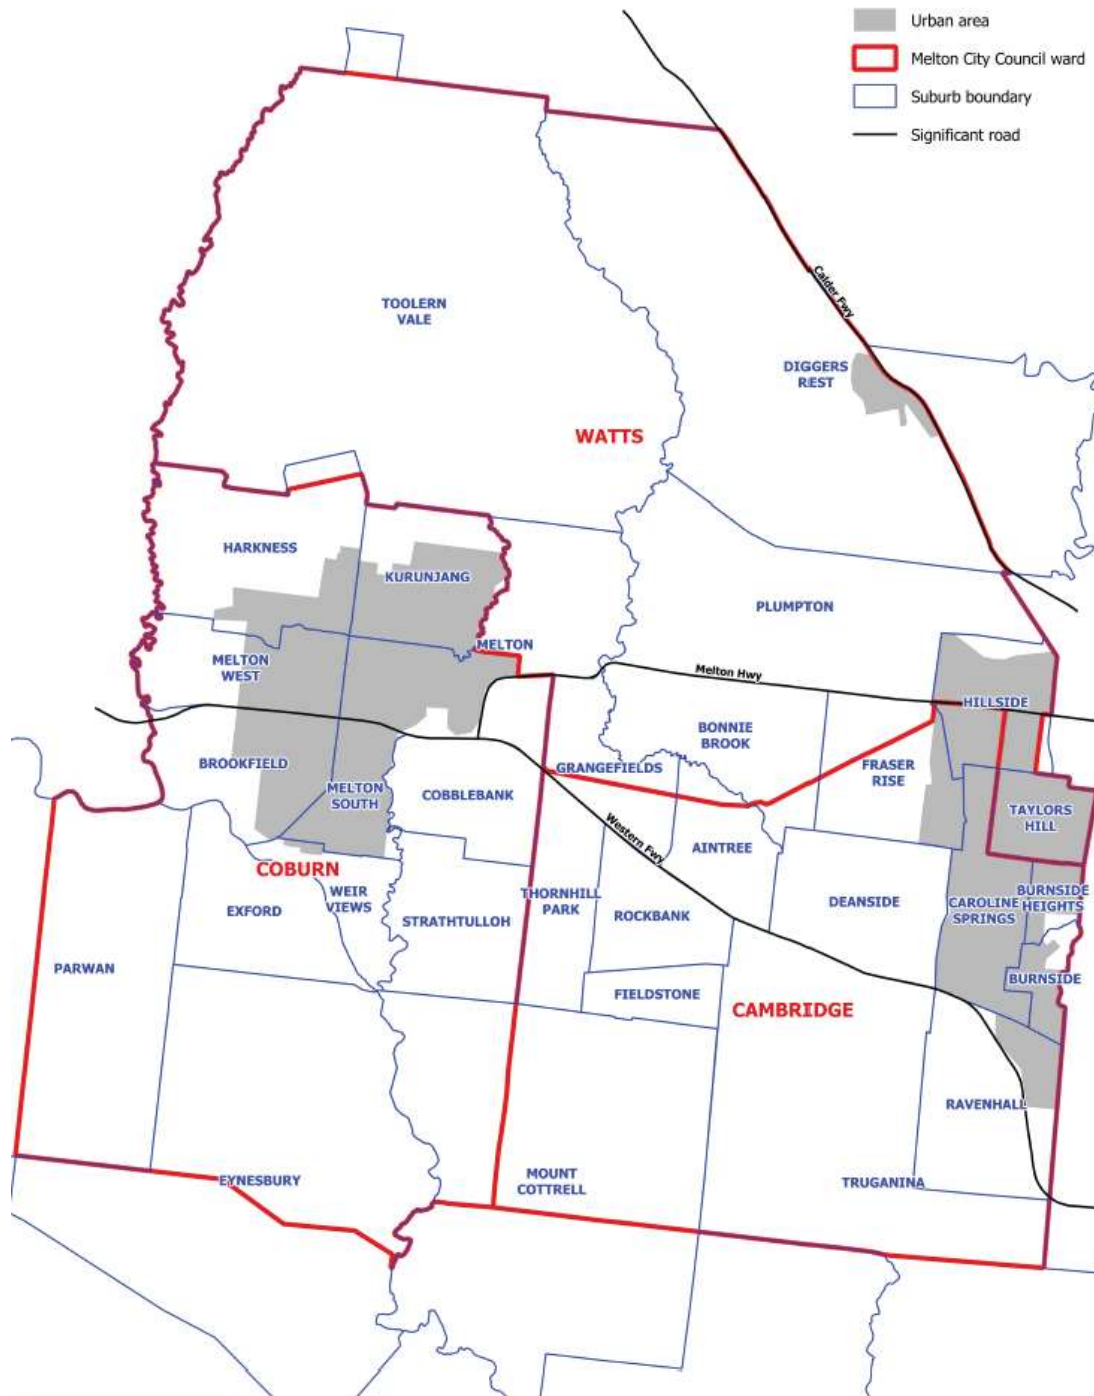 Urban area
Melton City Council ward
Suburb boundary
Significant road
TOOLERN
VALE
Calder Fwy
DIGGERS
REST
WATTS
HARKNESS
KURUNJANG
PLUMPTON
MELTON
MELTON
WEST
Melton Hwy
HILLSIDE
BONNIE
BROOK
BROOKFIELD
GRANGEFIELDS
FRASER
RISE
MELTON
SOUTH
COBBLEBANK
TAYLORS
HILL
Western Fwy
AINTREE
COBURN
WEIR
VIEWS
EXFORD
STRATHTULLOH
THORNHILL
PARK
ROCKBANK
DEANSIDE
CAROLINE
SPRINGS
BURNSIDE
HEIGHTS
PARWAN
FIELDSTONE
BURNSIDE
CAMBRIDGE
RAVENHALL
EYNESBURY
MOUNT
COTTRELL
TRUGANINA